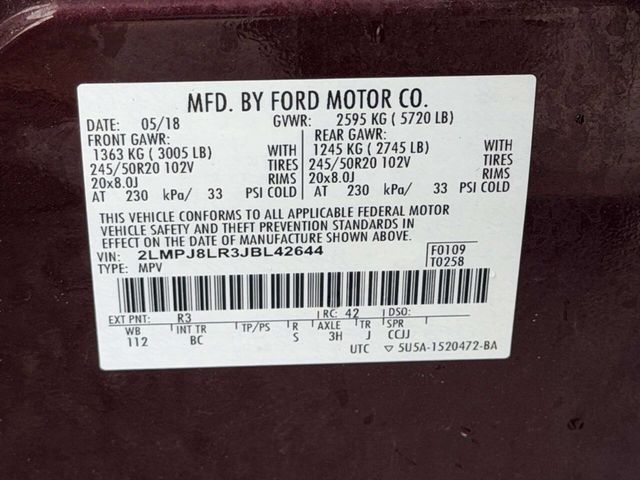 MFD. BY FORD MOTOR CO.
DATE: 05/18 GVWR: 2595 KG ( 5720 LB)
FRONT GAWR: REAR GAWR:
1363 KG ( 3005 LB) WITH 1245 KG ( 2745 LB) WITH
245/50R20 102V TIRES 245/50R20 102V TIRES
20x8.0J RIMS 20x8.0J RIMS
AT 230 kPa/ 33 PSI COLD AT 230 kPa/ 33 PSI COLD
THIS VEHICLE CONFORMS TO ALL APPLICABLE FEDERAL MOTOR
VEHICLE SAFETY AND THEFT PREVENTION STANDARDS IN
EFFECT ON THE DATE OF MANUFACTURE SHOWN ABOVE.
VIN: 2LMPJ8LR3JBL42644 F0109
TYPE: MPV T0258
EXT PNT: R3 RC: 42 DSO:
WB INT TR TP/PS R AXLE TR SPR
112 BC S 3H J CCJJ
UTC ▽ 5U5A-1520472-BA